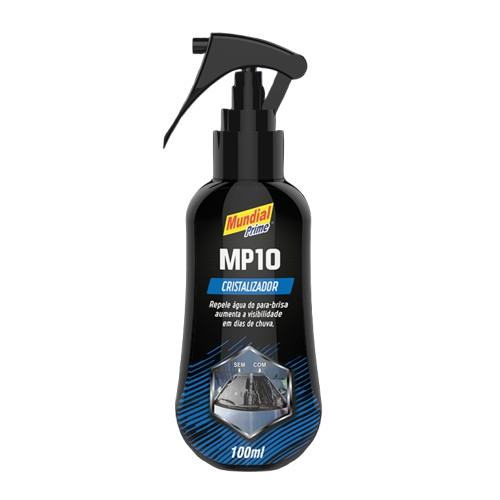 Mundial
Prime
MP10
CRISTALIZADOR
Repele água do para-brisa
aumenta a visibilidade
em dias de chuva.
SEM COM
100ml